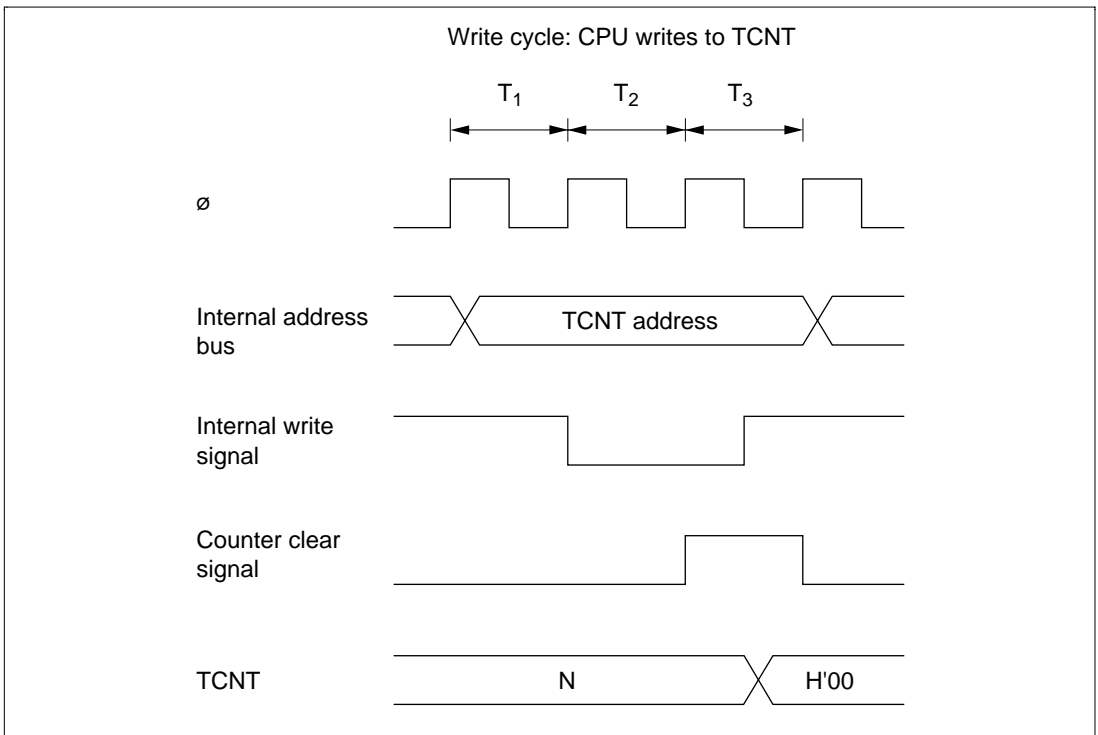 Write cycle: CPU writes to TCNT
T1 T2 T3
ø
Internal address
bus
TCNT address
Internal write
signal
Counter clear
signal
TCNT
N
H'00